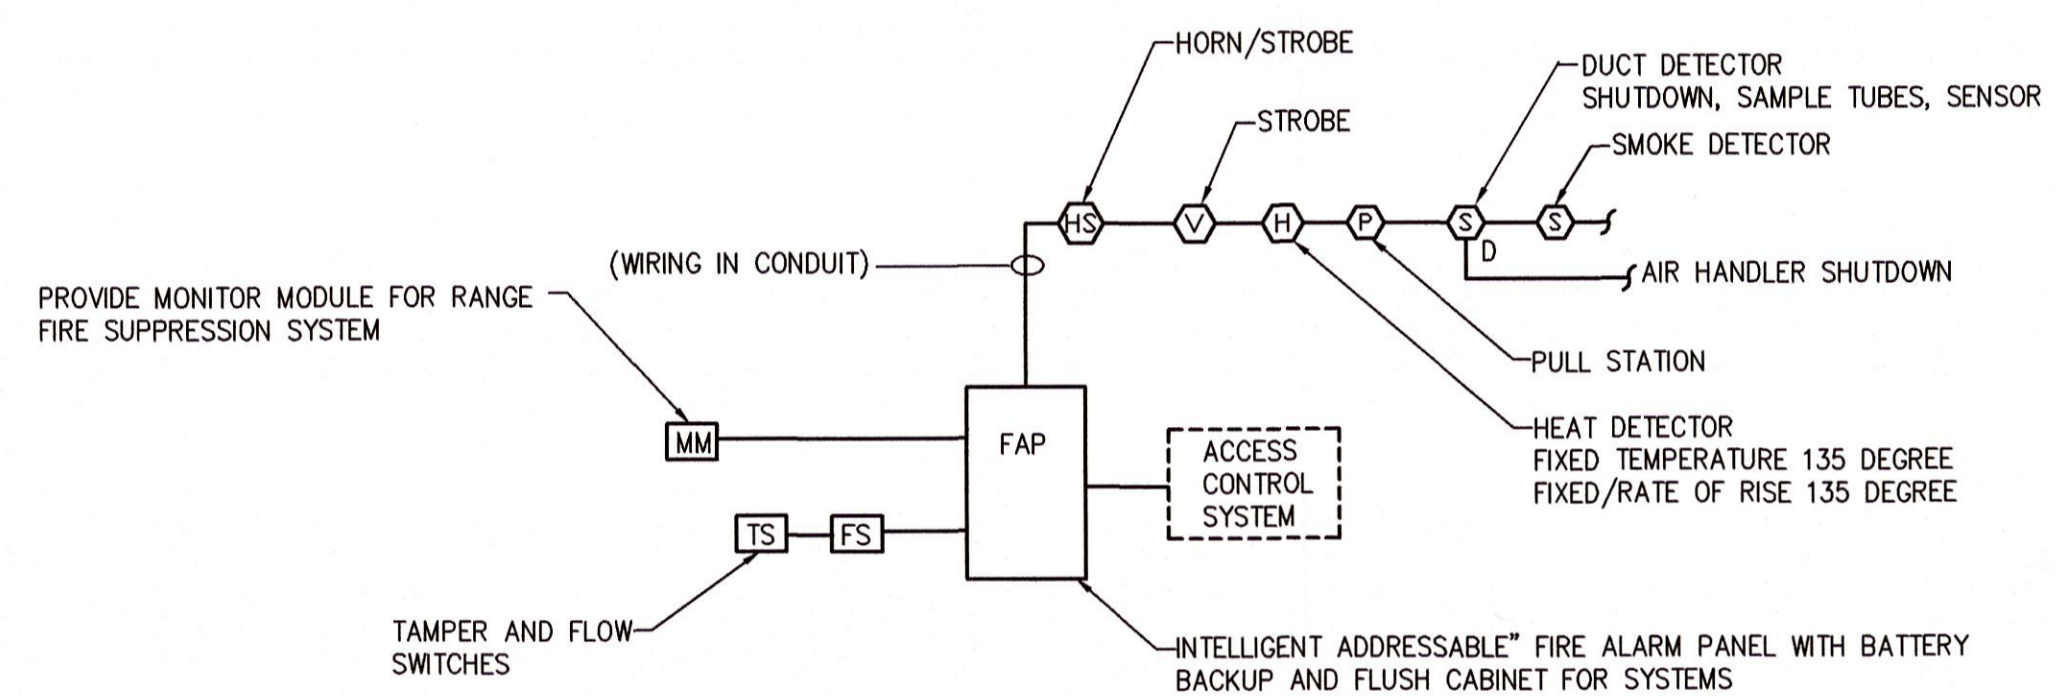 HORN/STROBE
DUCT DETECTOR
SHUTDOWN, SAMPLE TUBES, SENSOR
STROBE
SMOKE DETECTOR
HS
V
H
P
S
D
S
(WIRING IN CONDUIT)
AIR HANDLER SHUTDOWN
PROVIDE MONITOR MODULE FOR RANGE
FIRE SUPPRESSION SYSTEM
PULL STATION
HEAT DETECTOR
FIXED TEMPERATURE 135 DEGREE
FIXED/RATE OF RISE 135 DEGREE
MM
FAP
ACCESS
CONTROL
SYSTEM
TS
FS
TAMPER AND FLOW
SWITCHES
INTELLIGENT ADDRESSABLE" FIRE ALARM PANEL WITH BATTERY
BACKUP AND FLUSH CABINET FOR SYSTEMS